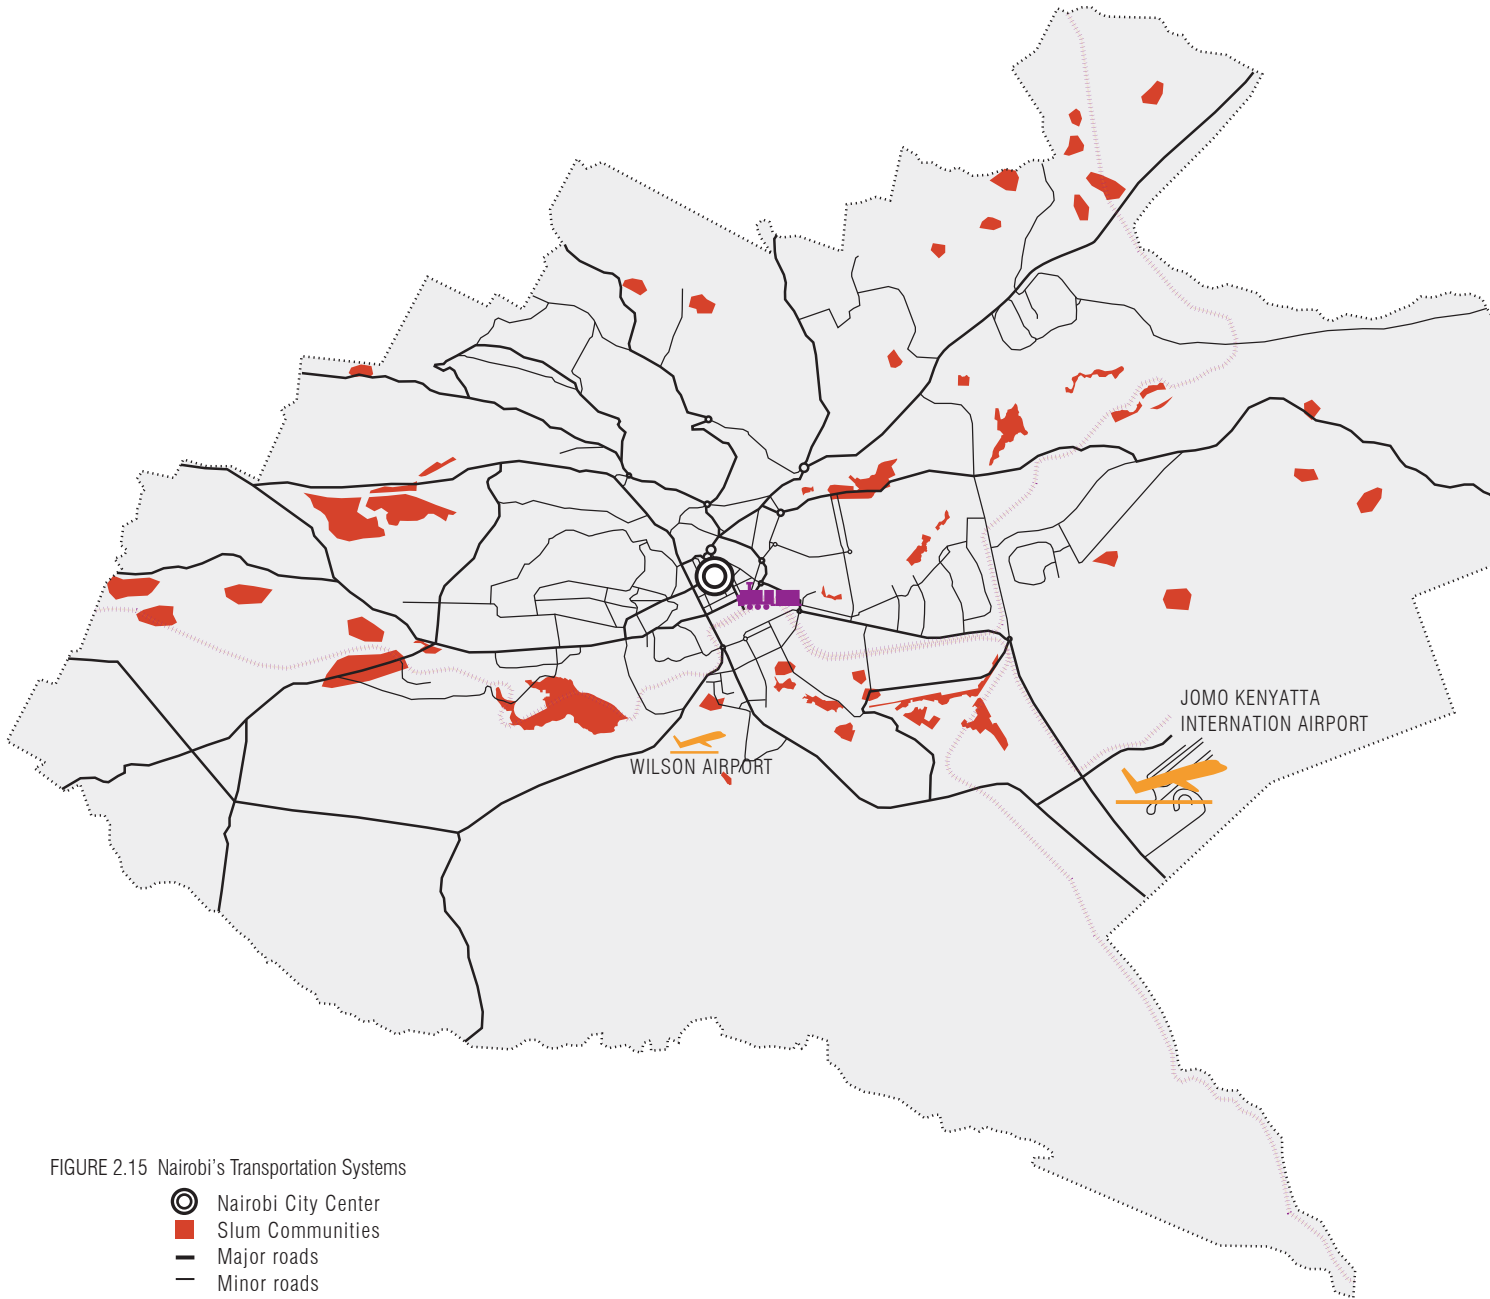 JOMO KENYATTA
INTERNATION AIRPORT
WILSON AIRPORT
FIGURE 2.15 Nairobi’s Transportation Systems
Nairobi City Center
Slum Communities
Major roads
Minor roads